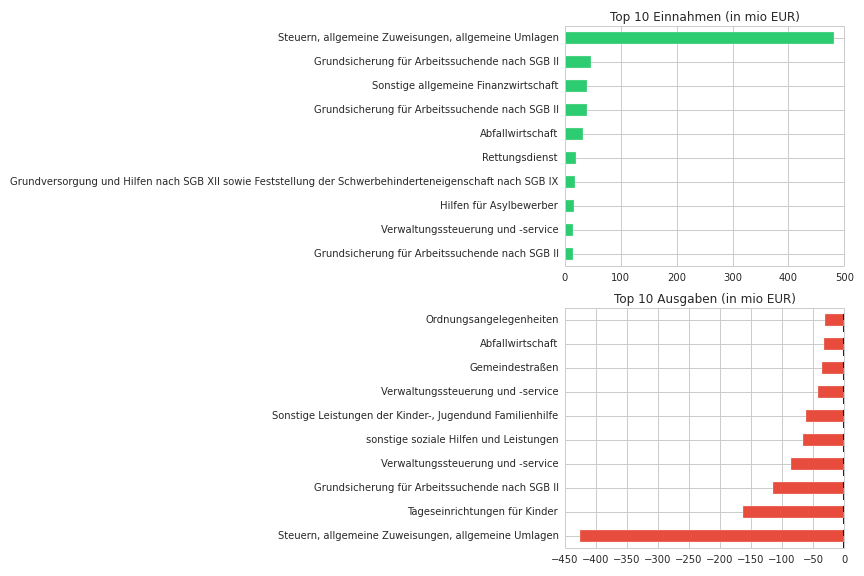 Top 10 Einnahmen (in mio EUR)
Steuern, allgemeine Zuweisungen, allgemeine Umlagen
Grundsicherung für Arbeitssuchende nach SGB II
Sonstige allgemeine Finanzwirtschaft
Grundsicherung für Arbeitssuchende nach SGB II
Abfallwirtschaft
Rettungsdienst
Grundversorgung und Hilfen nach SGB XII sowie Feststellung der Schwerbehinderteneigenschaft nach SGB IX
Hilfen für Asylbewerber
Verwaltungssteuerung und -service
Grundsicherung für Arbeitssuchende nach SGB II
0 100 200 300 400 500
Top 10 Ausgaben (in mio EUR)
Ordnungsangelegenheiten
Abfallwirtschaft
Gemeindestraßen
Verwaltungssteuerung und -service
Sonstige Leistungen der Kinder-, Jugendund Familienhilfe
sonstige soziale Hilfen und Leistungen
Verwaltungssteuerung und -service
Grundsicherung für Arbeitssuchende nach SGB II
Tageseinrichtungen für Kinder
Steuern, allgemeine Zuweisungen, allgemeine Umlagen
−450 −400 −350 −300 −250 −200 −150 −100 −50 0